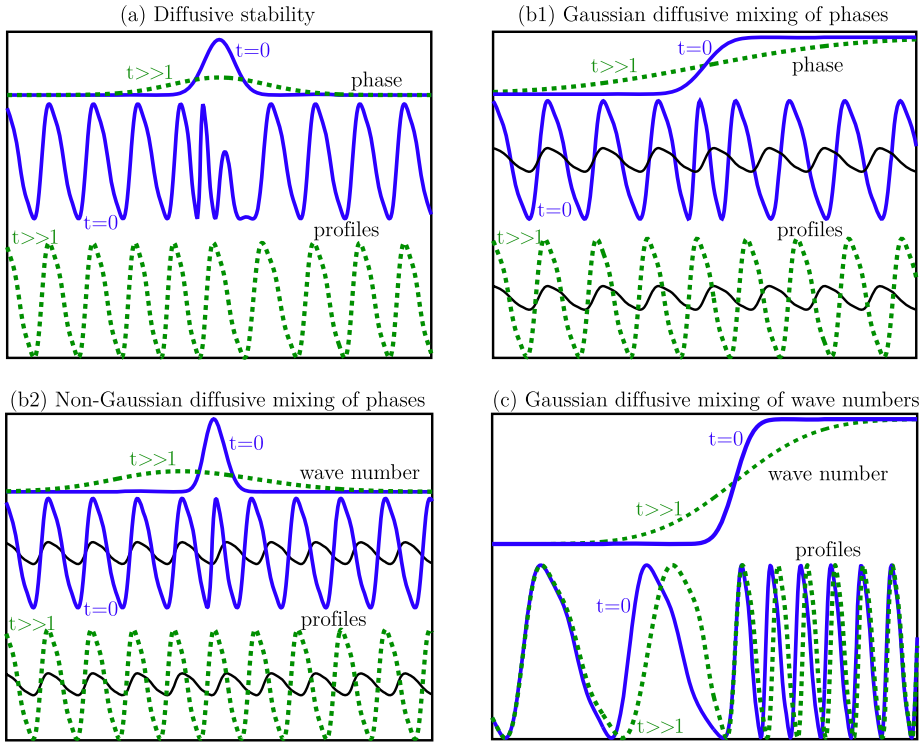 (a) Diffusive stability
t=0
t>>1
phase
t=0
profiles
t>>1
(b1) Gaussian diffusive mixing of phases
t=0
t>>1
phase
t=0
profiles
t>>1
(b2) Non-Gaussian diffusive mixing of phases
t=0
t>>1
wave number
t=0
profiles
t>>1
(c) Gaussian diffusive mixing of wave numbers
t=0
wave number
t>>1
profiles
t=0
t>>1